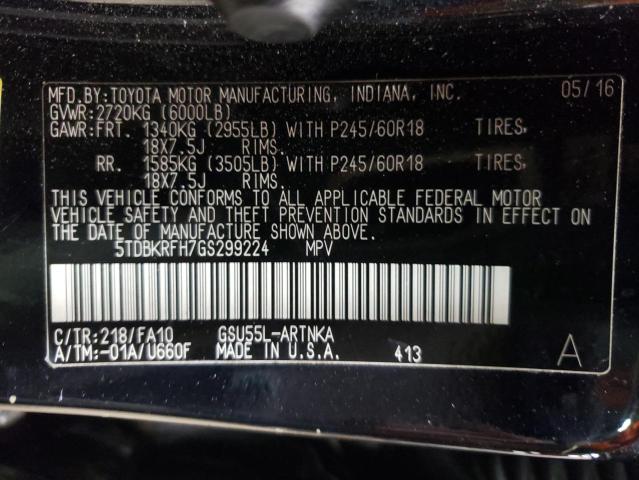 MFD.BY:TOYOTA MOTOR MANUFACTURING, INDIANA, INC. 05/16
GVWR:2720KG (6000LB)
GAWR:FRT. 1340KG (2955LB) WITH P245/60R18 TIRES,
18X7.5J RIMS.
RR. 1585KG (3505LB) WITH P245/60R18 TIRES,
18X7.5J RIMS.
THIS VEHICLE CONFORMS TO ALL APPLICABLE FEDERAL MOTOR
VEHICLE SAFETY AND THEFT PREVENTION STANDARDS IN EFFECT ON
THE DATE OF MANUFACTURE SHOWN ABOVE.
5TDBKRFH7GS299224 MPV
C/TR:218/FA10 GSU55L-ARTNKA
A/TM:-01A/U660F MADE IN U.S.A. 413 A